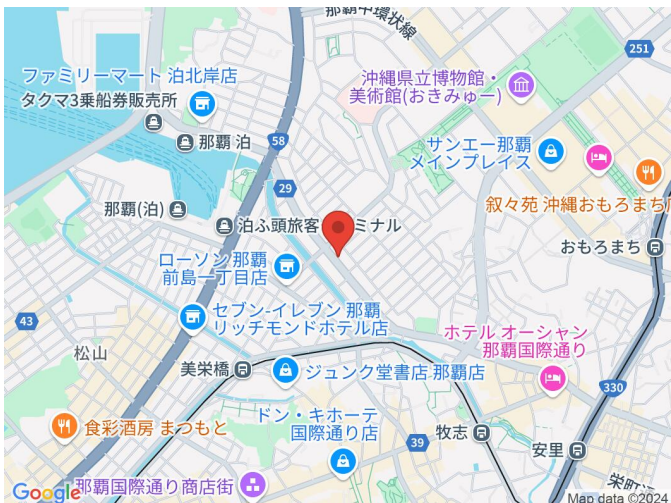 那覇中環状線
251
ファミリーマート 泊北岸店
タクマ3乗船券販売所
沖縄県立博物館・
美術館(おきみゅー)
那覇 泊
58
サンエー那覇
メインプレイス
29
叙々苑 沖縄おもろまち店
那覇(泊)
泊ふ頭旅客
ミナル
おもろまち
ローソン 那覇
前島一丁目店
セブン-イレブン 那覇
リッチモンドホテル店
43
松山
ホテル オーシャン
那覇国際通り
美栄橋
ジュンク堂書店 那覇店
330
ドン・キホーテ
国際通り店
食彩酒房 まつもと
39
牧志
安里
那覇国際通り商店街
栄町
Google
Map data ©2024